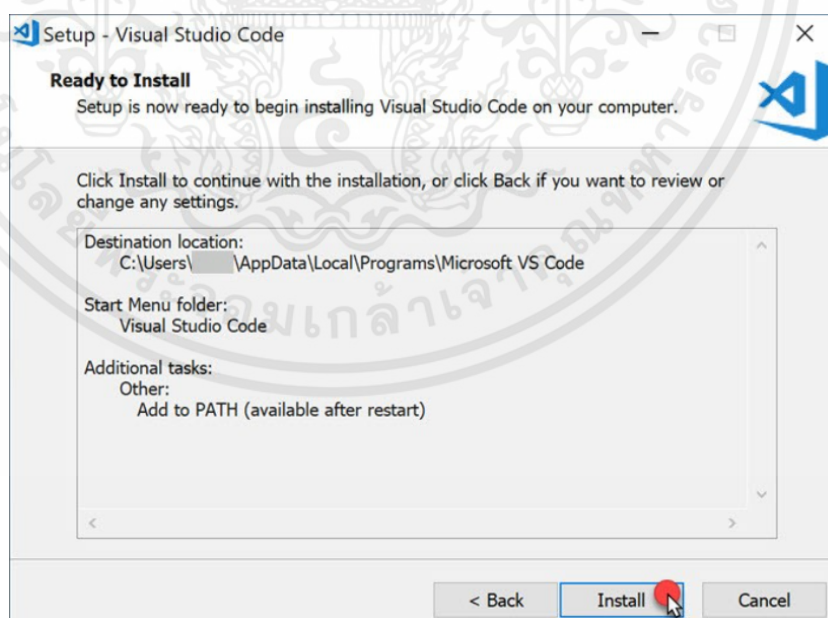 Setup - Visual Studio Code
Ready to Install
Setup is now ready to begin installing Visual Studio Code on your computer.
Click Install to continue with the installation, or click Back if you want to review or
change any settings.
Destination location:
C:\Users\ \AppData\Local\Programs\Microsoft VS Code
Start Menu folder:
Visual Studio Code
Additional tasks:
Other:
Add to PATH (available after restart)
< Back
Install
Cancel